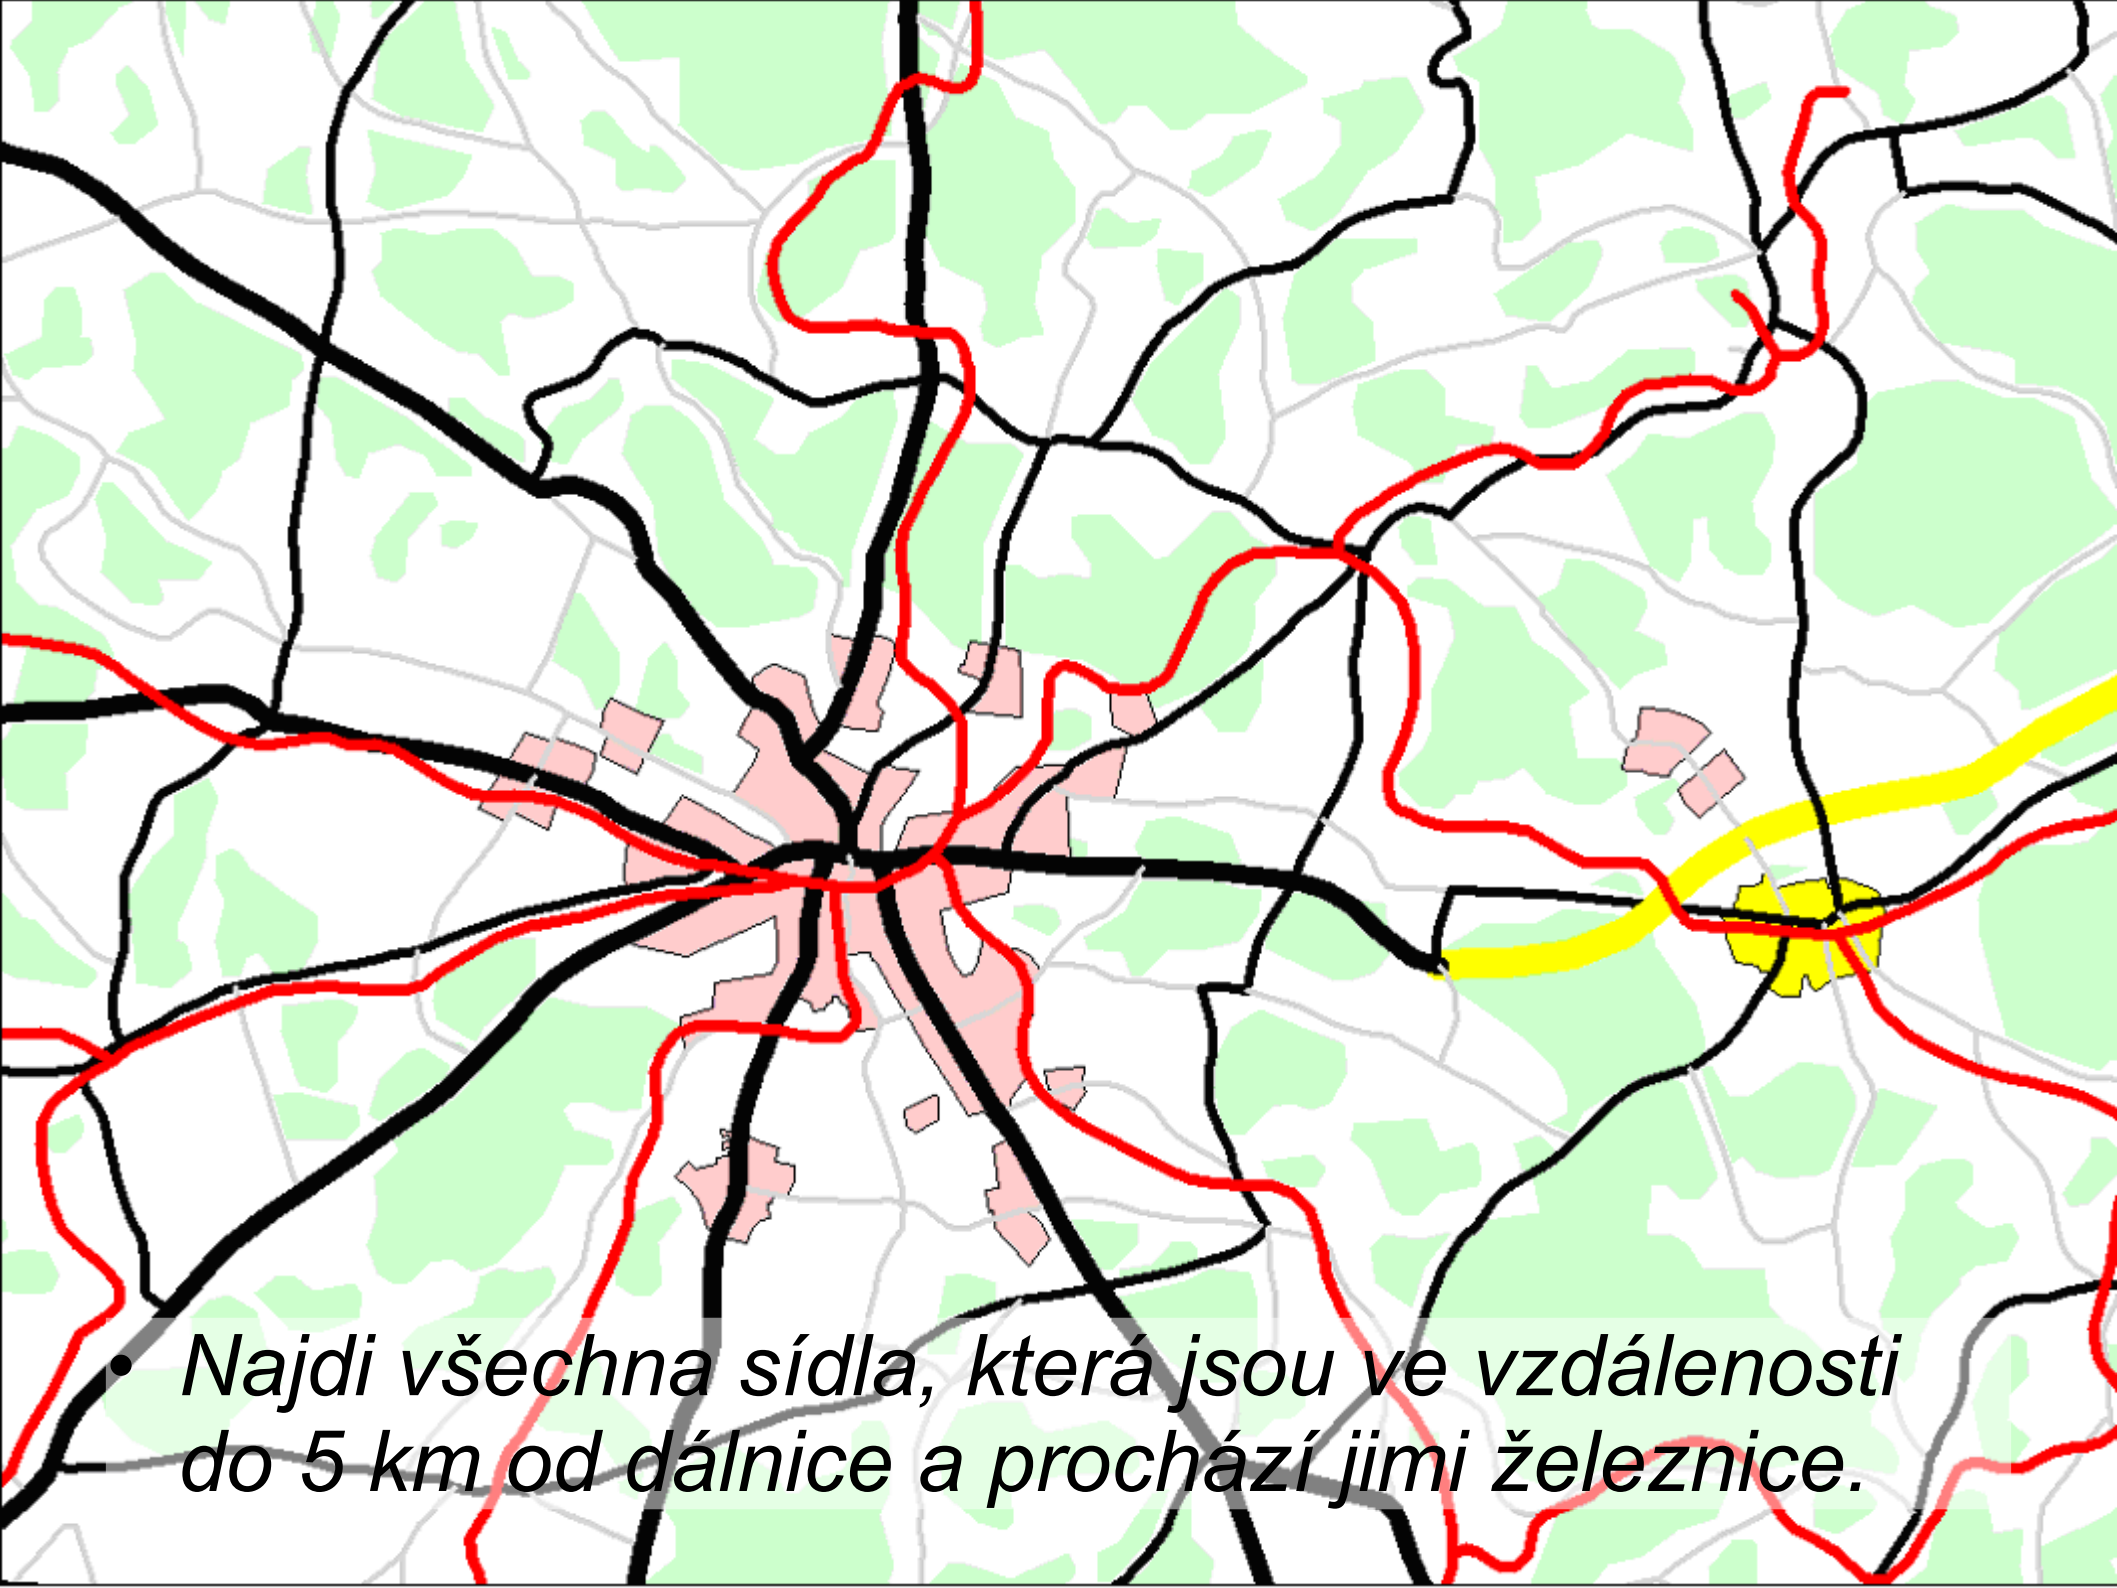 • Najdi všechna sídla, která jsou ve vzdálenosti
do 5 km od dálnice a prochází jimi železnice.